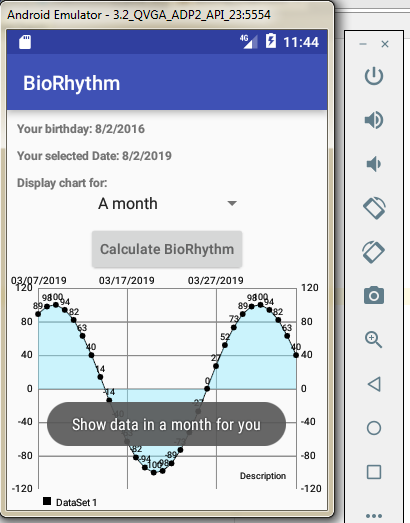 Android Emulator - 3.2_QVGA_ADP2_API_23:5554
4G 11:44
BioRhythm
Your birthday: 8/2/2016
Your selected Date: 8/2/2019
Display chart for:
A month
Calculate BioRhythm
03/07/2019 03/17/2019 03/27/2019
120 120
89 98 100 94 82 63 40 14 -14
0 27 52 73 89 98 100 94 82 63 40
80 80
40 40
0 0
-40 -40
Show data in a month for you
-80 -80
-82 -94 -100 -98 -89
Description
-120 -120
DataSet 1